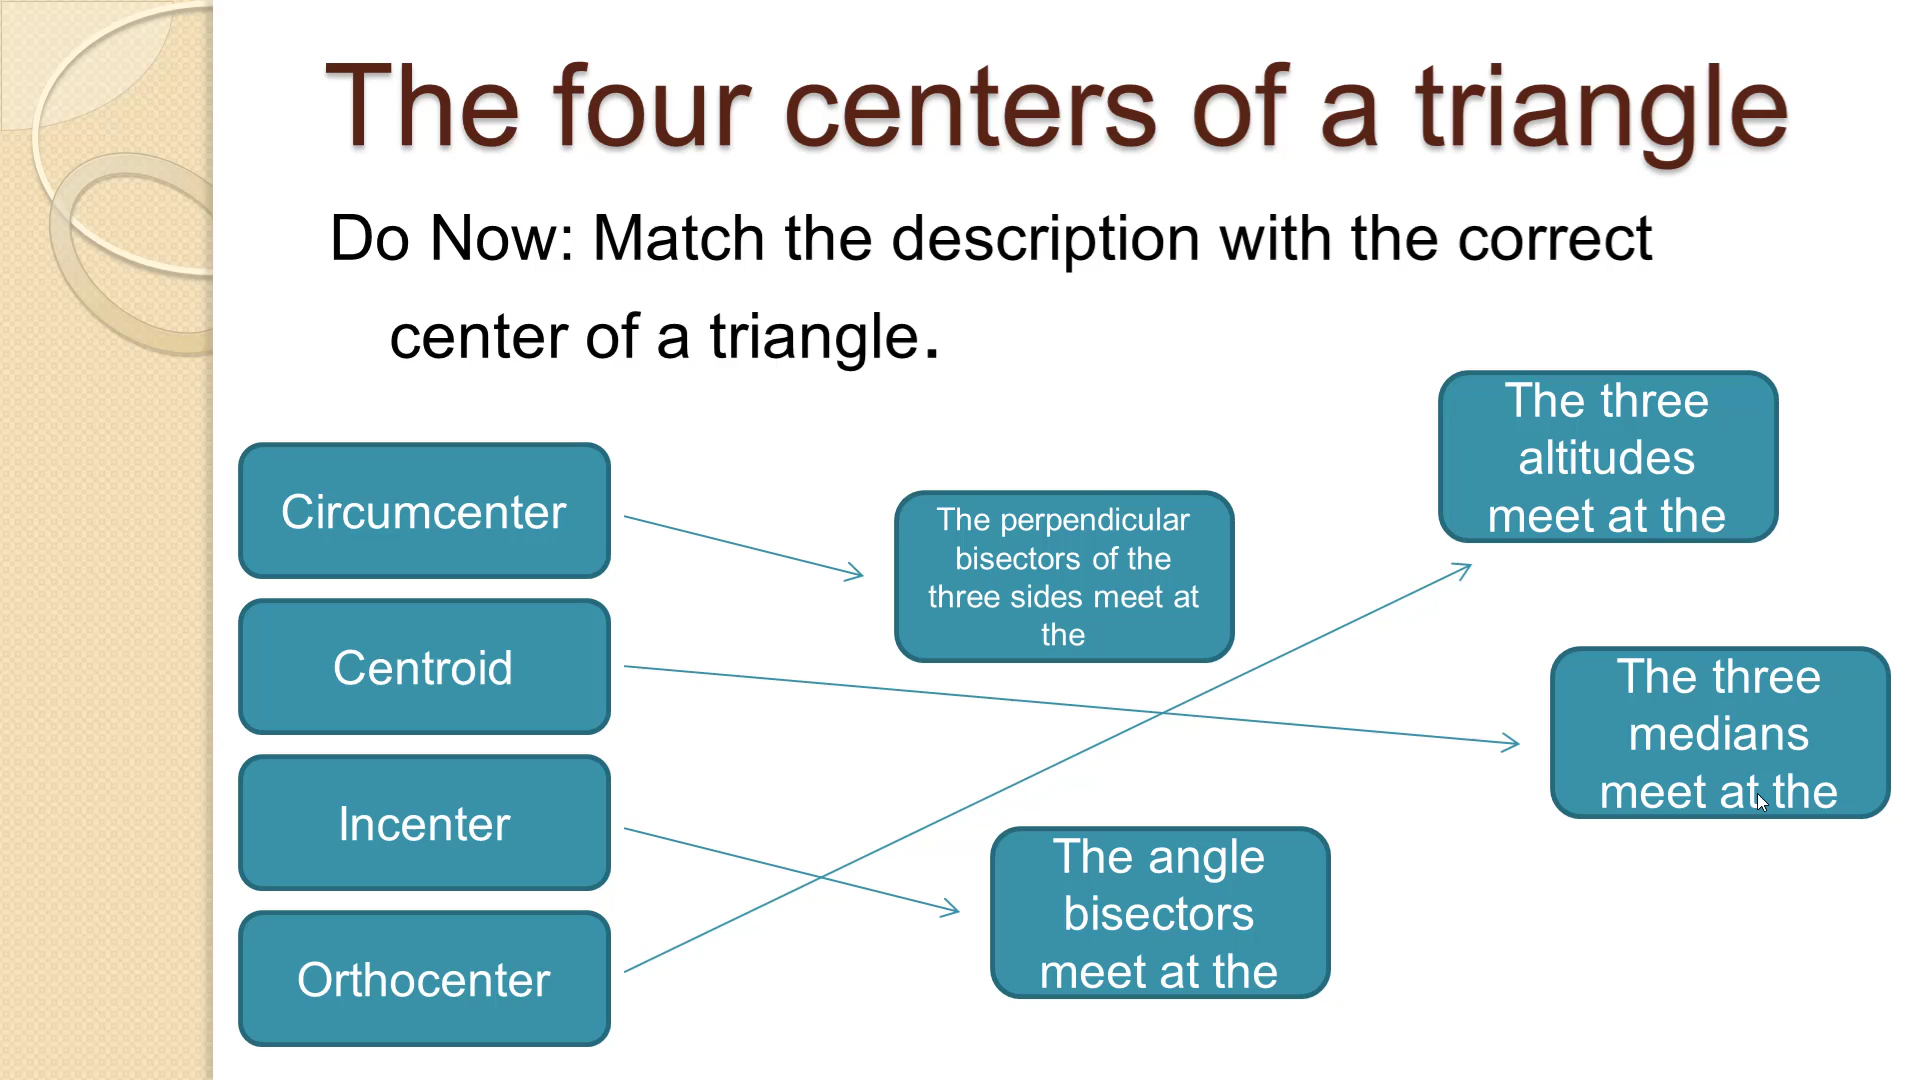 The four centers of a triangle
Do Now: Match the description with the correct
center of a triangle.
Circumcenter
Centroid
Incenter
Orthocenter
The perpendicular
bisectors of the
three sides meet at
the
The three
altitudes
meet at the
The three
medians
meet at the
The angle
bisectors
meet at the